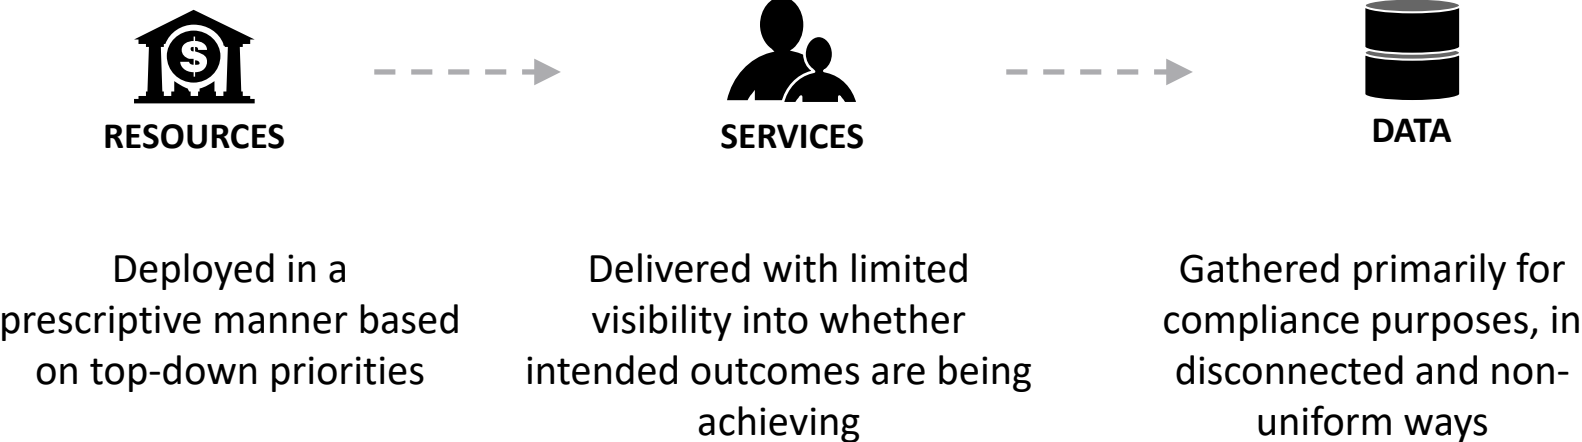 $
RESOURCES
SERVICES
DATA
Deployed in a
prescriptive manner based
on top-down priorities
Delivered with limited
visibility into whether
intended outcomes are being
achieving
Gathered primarily for
compliance purposes, in
disconnected and non-
uniform ways